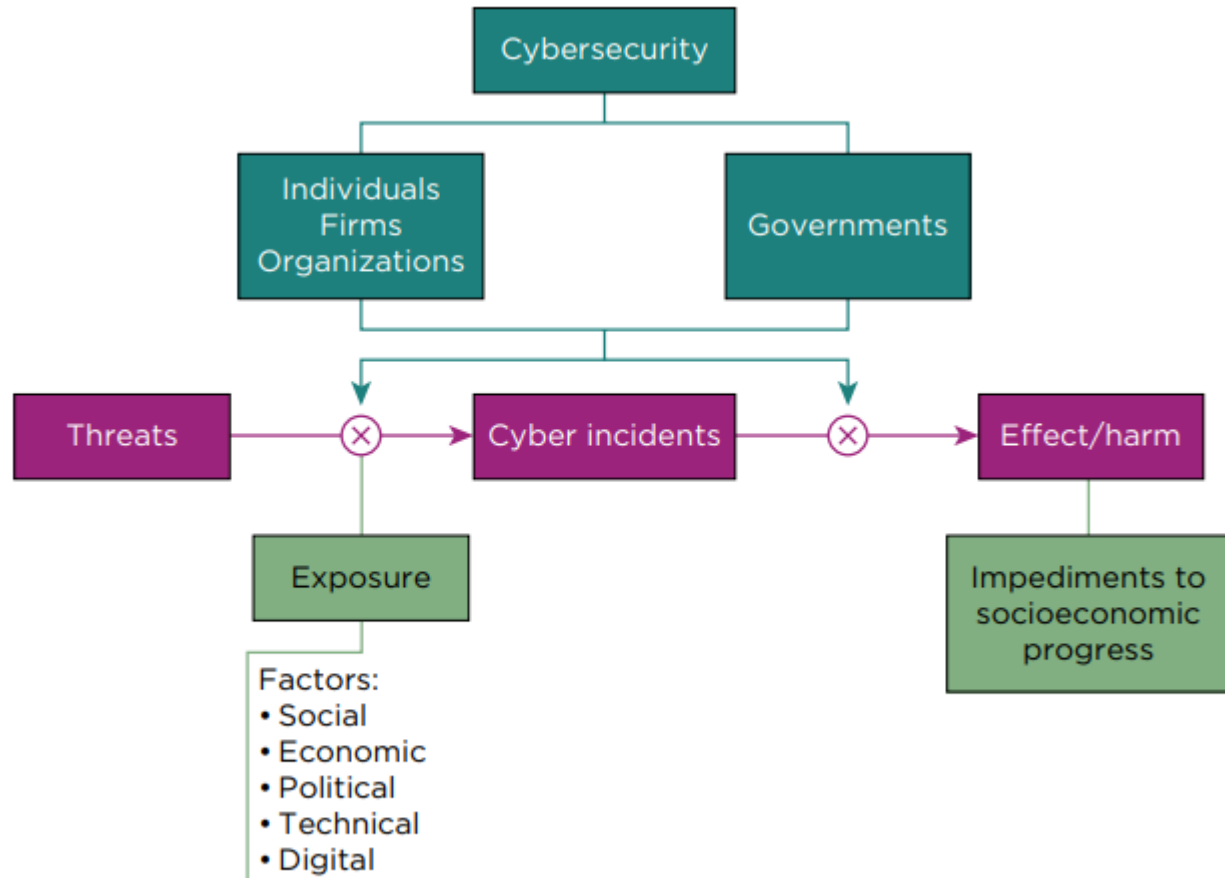 Cybersecurity
Individuals
Firms
Organizations
Governments
Threats
Cyber incidents
Effect/harm
Exposure
Impediments to
socioeconomic
progress
Factors:
• Social
• Economic
• Political
• Technical
• Digital